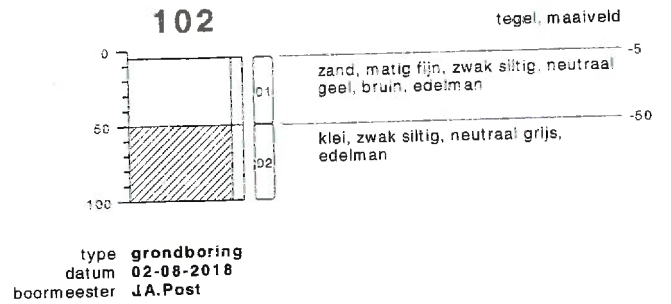 102
tegel, maaiveld
0
-5
zand, matig fijn, zwak siltig, neutraal
geel, bruin, edelman
01
50
-50
klei, zwak siltig, neutraal grijs,
edelman
02
100
type grondboring
datum 02-08-2018
boormeester J.A.Post